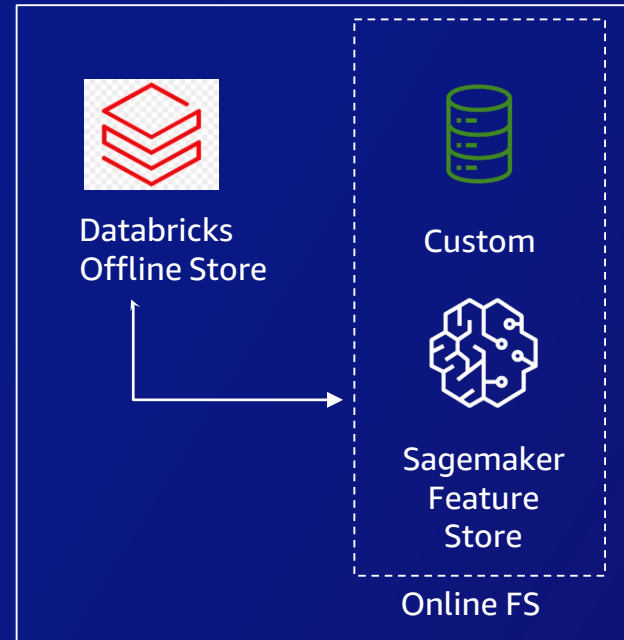 Databricks
Offline Store
Custom
Sagemaker
Feature
Store
Online FS